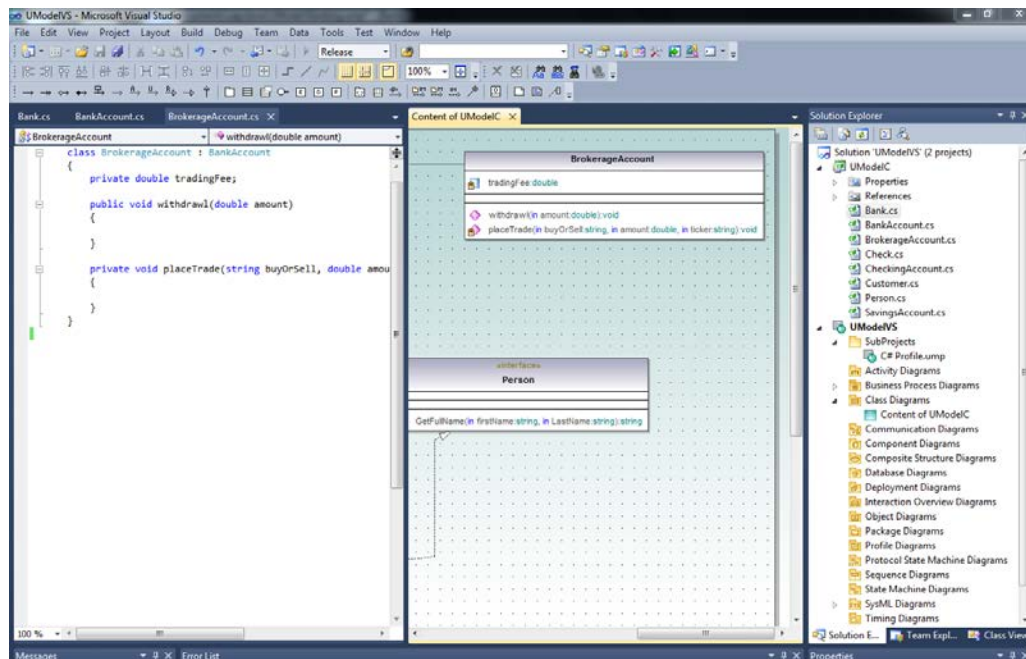 UModelVS - Microsoft Visual Studio
File Edit View Project Layout Build Debug Team Data Tools Test Window Help
Release
100%
Bank.cs BankAccount.cs BrokerageAccount.cs
BrokerageAccount withdrawl(double amount)
class BrokerageAccount : BankAccount
{
private double tradingFee;
public void withdrawl(double amount)
{
}
private void placeTrade(string buyOrSell, double amou
{
}
}
100 %
Content of UModelC
BrokerageAccount
tradingFee:double
withdrawl(in amount:double):void
placeTrade(in buyOrSell:string, in amount:double, in ticker:string):void
«interface»
Person
GetFullName(in firstName:string, in LastName:string):string
Solution Explorer
Solution 'UModelVS' (2 projects)
UModelC
Properties
References
Bank.cs
BankAccount.cs
BrokerageAccount.cs
Check.cs
CheckingAccount.cs
Customer.cs
Person.cs
SavingsAccount.cs
UModelVS
SubProjects
C# Profile.ump
Activity Diagrams
Business Process Diagrams
Class Diagrams
Content of UModelC
Communication Diagrams
Component Diagrams
Composite Structure Diagrams
Database Diagrams
Deployment Diagrams
Interaction Overview Diagrams
Object Diagrams
Package Diagrams
Profile Diagrams
Protocol State Machine Diagrams
Sequence Diagrams
State Machine Diagrams
SysML Diagrams
Timing Diagrams
Solution E... Team Expl... Class View
Messages Error List Properties